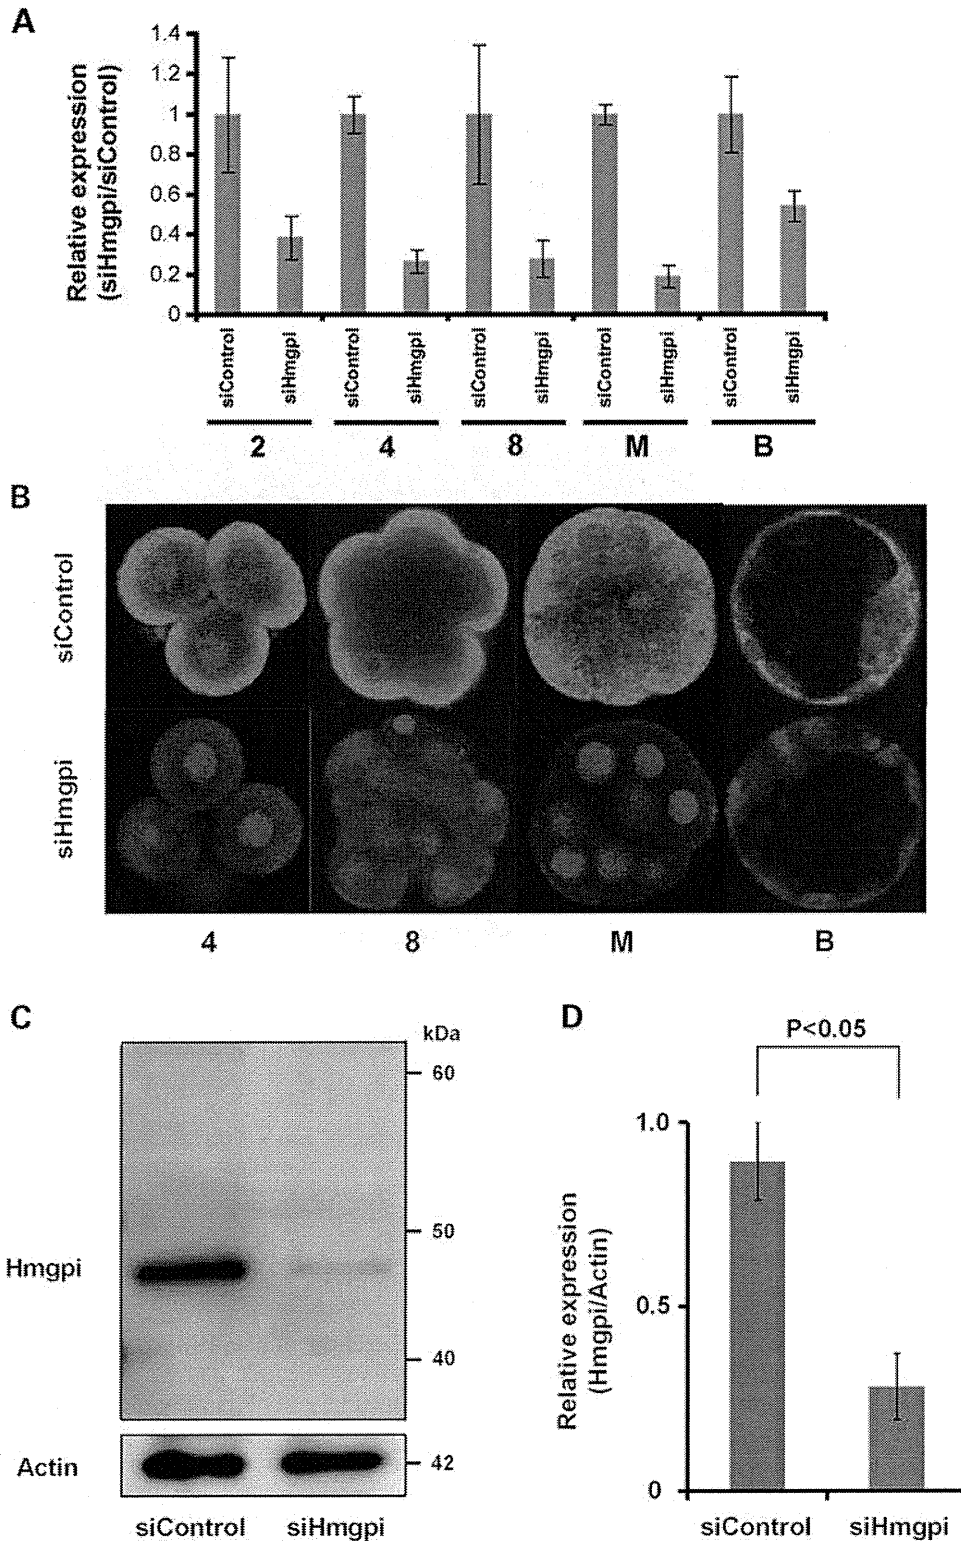 A
Relative expression
(siHmgpi/siControl)
1.4
1.2
1
0.8
0.6
0.4
0.2
0
siControl
siHmgpi
siControl
siHmgpi
siControl
siHmgpi
siControl
siHmgpi
siControl
siHmgpi
2
4
8
M
B
B
siControl
siHmgpi
4
8
M
B
C
kDa
60
50
Hmgpi
40
Actin
42
siControl
siHmgpi
D
P<0.05
Relative expression
(Hmgpi/Actin)
1.0
0.5
0
siControl
siHmgpi